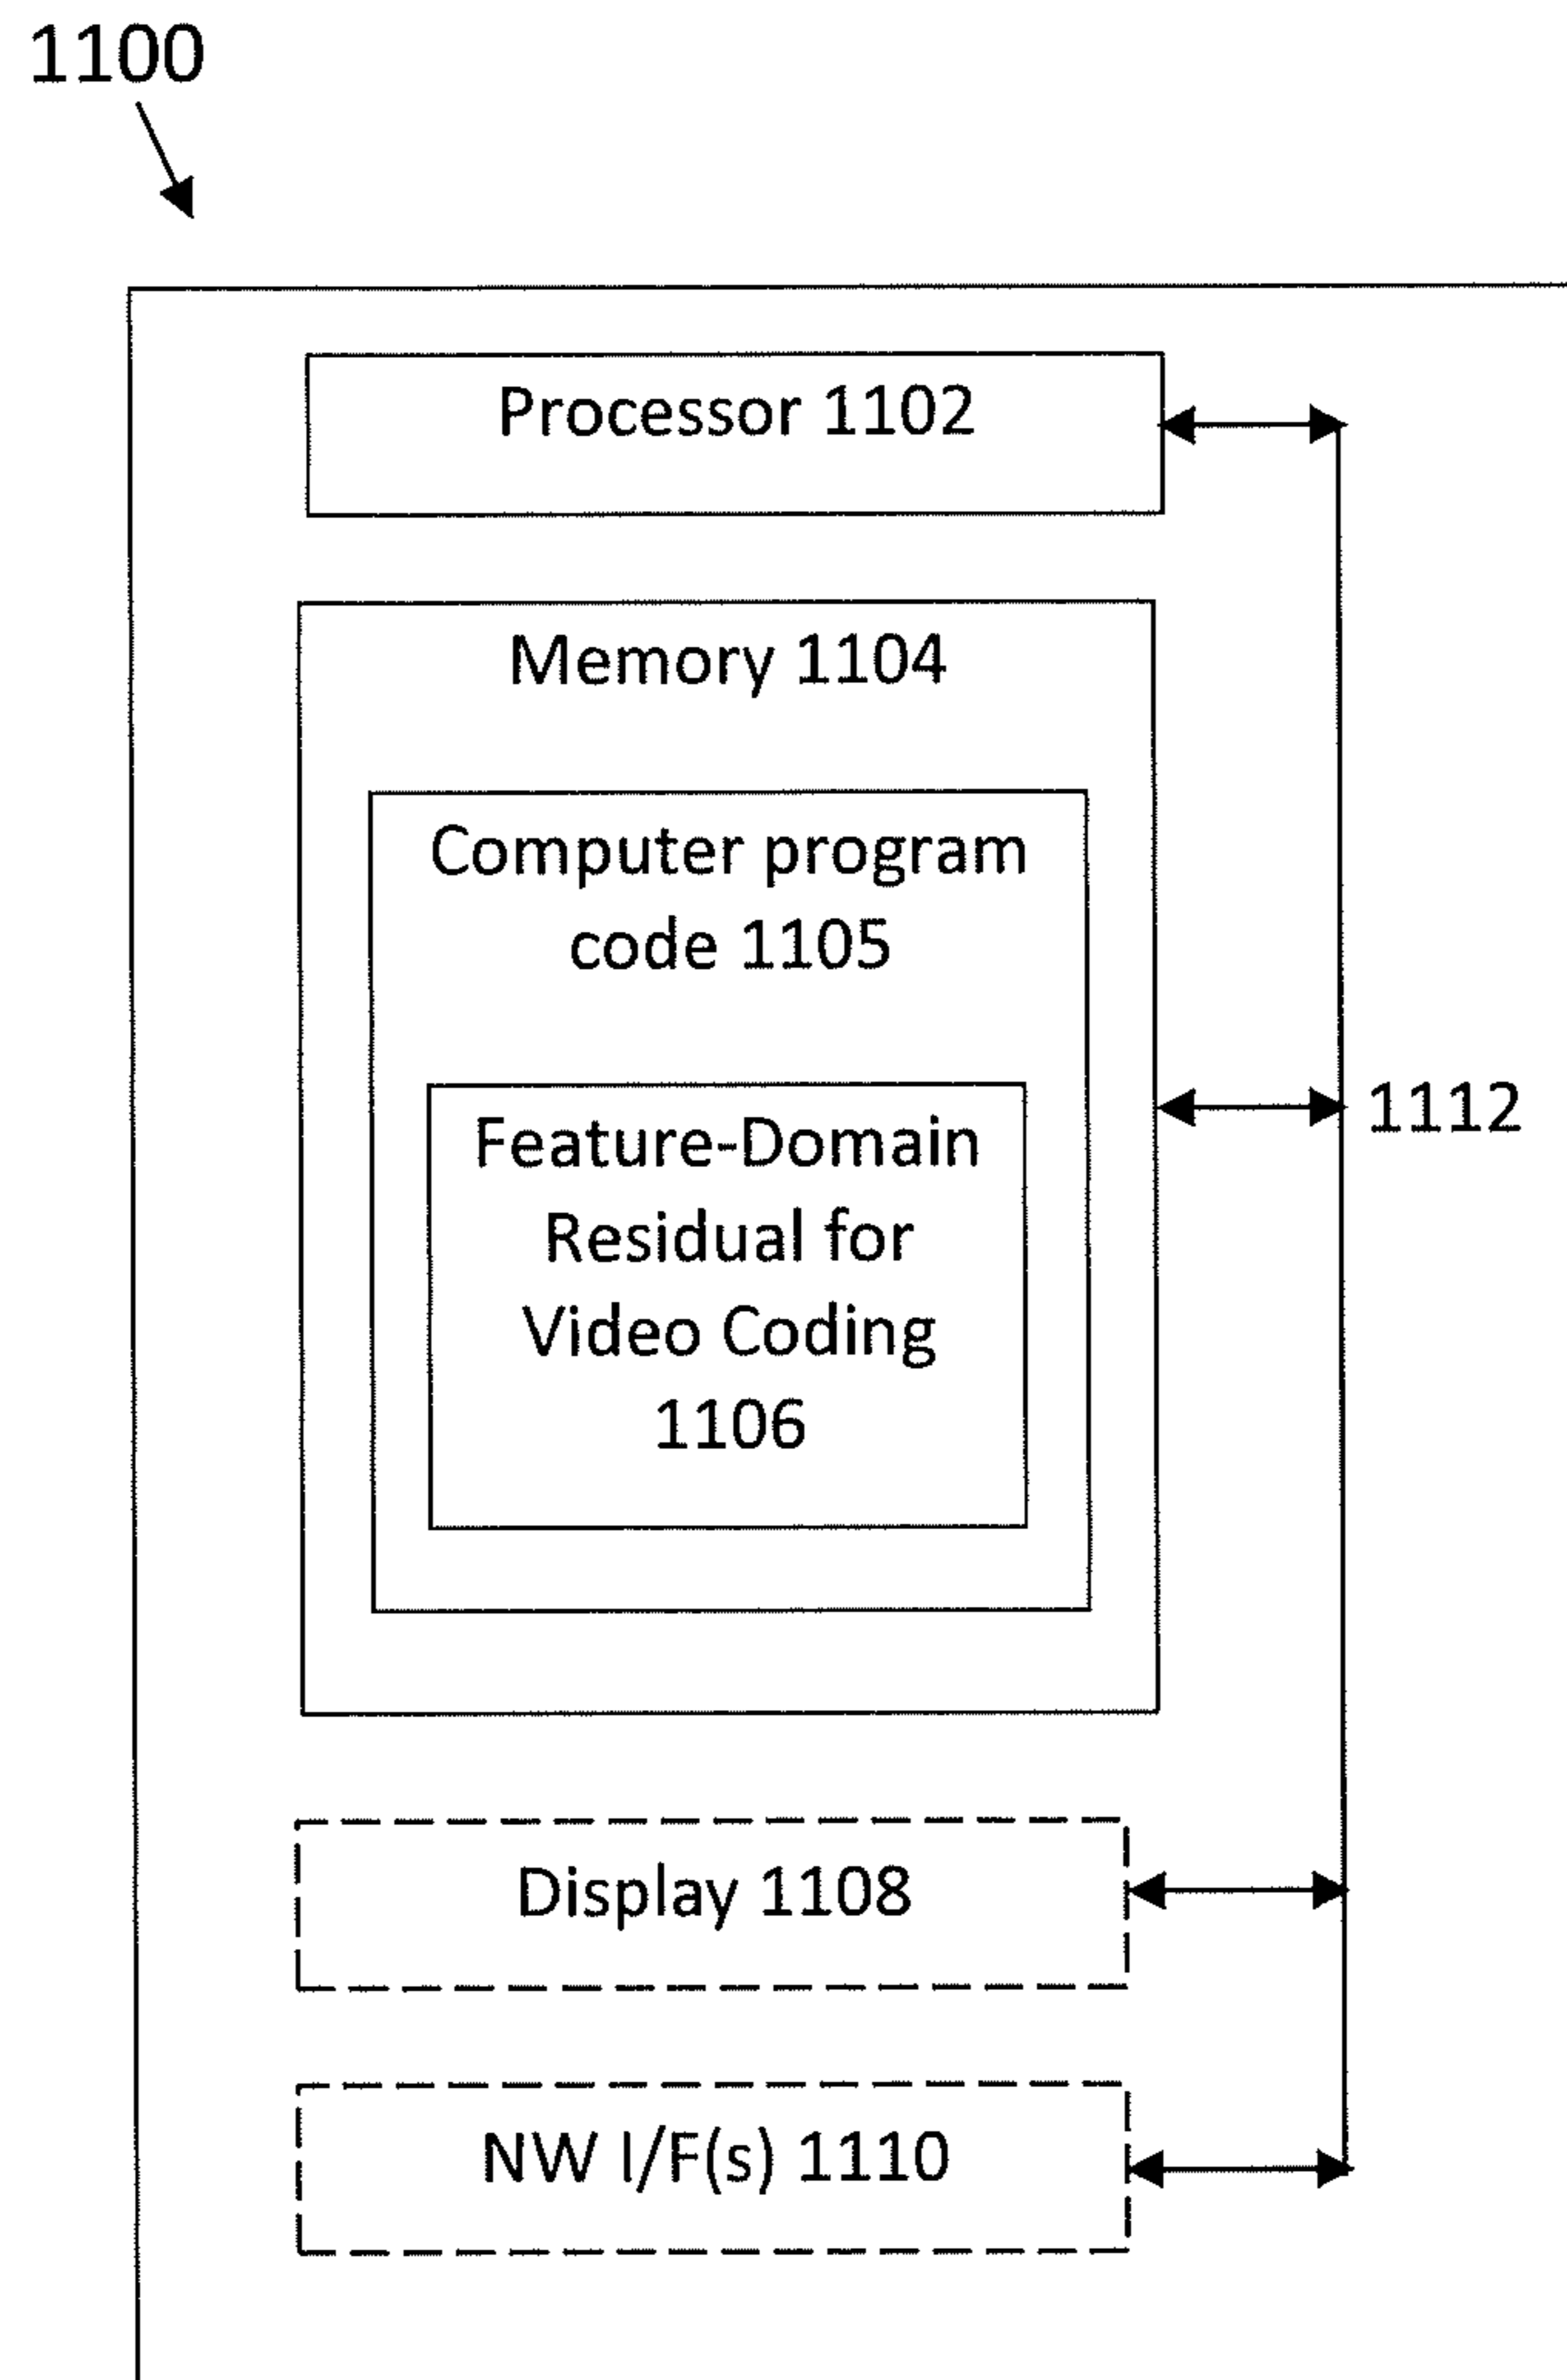 1100
Processor 1102
Memory 1104
Computer program
code 1105
Feature-Domain
Residual for
Video Coding
1106
1112
Display 1108
NW I/F(s) 1110